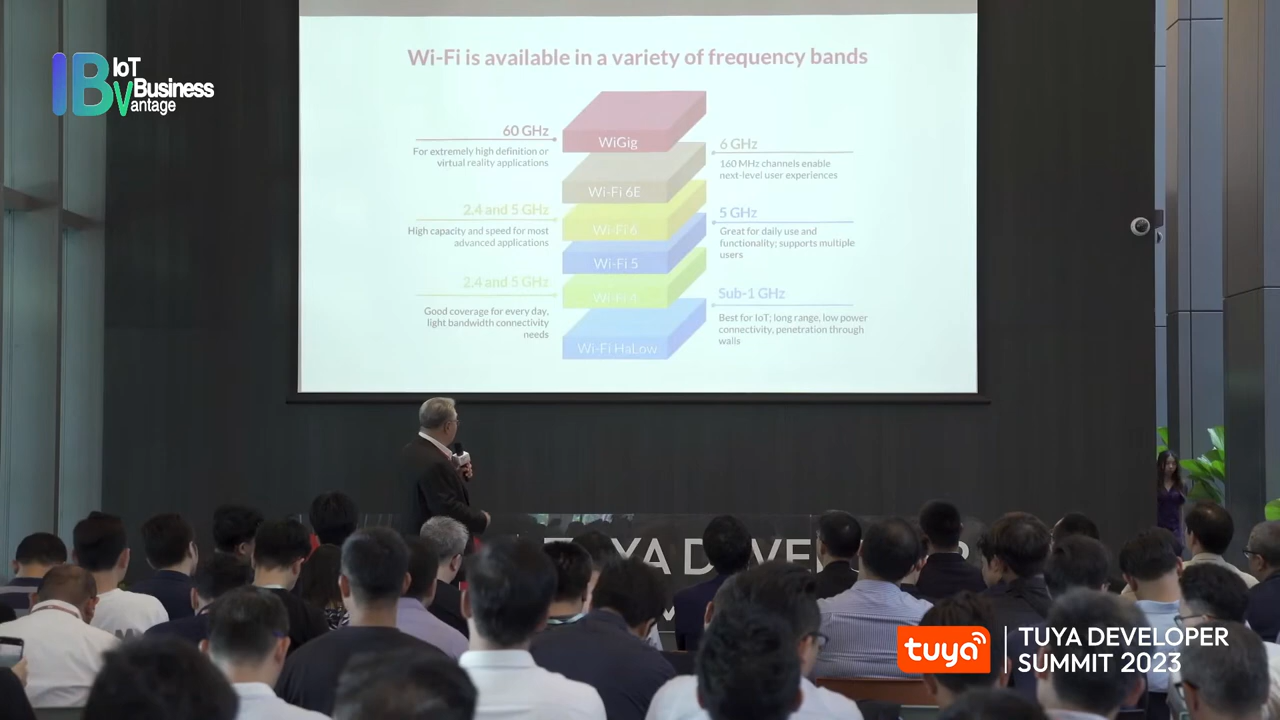 IB IoT
vBusiness
antage
Wi-Fi is available in a variety of frequency bands
60 GHz
For extremely high definition or
virtual reality applications
2.4 and 5 GHz
High capacity and speed for most
advanced applications
2.4 and 5 GHz
Good coverage for every day,
light bandwidth connectivity
needs
WiGig
Wi-Fi 6E
Wi-Fi 6
Wi-Fi 5
Wi-Fi 4
Wi-Fi HaLow
6 GHz
160 MHz channels enable
next-level user experiences
5 GHz
Great for daily use and
functionality; supports multiple
users
Sub-1 GHz
Best for IoT; long range, low power
connectivity, penetration through
walls
tuya
TUYA DEVELOPER
SUMMIT 2023